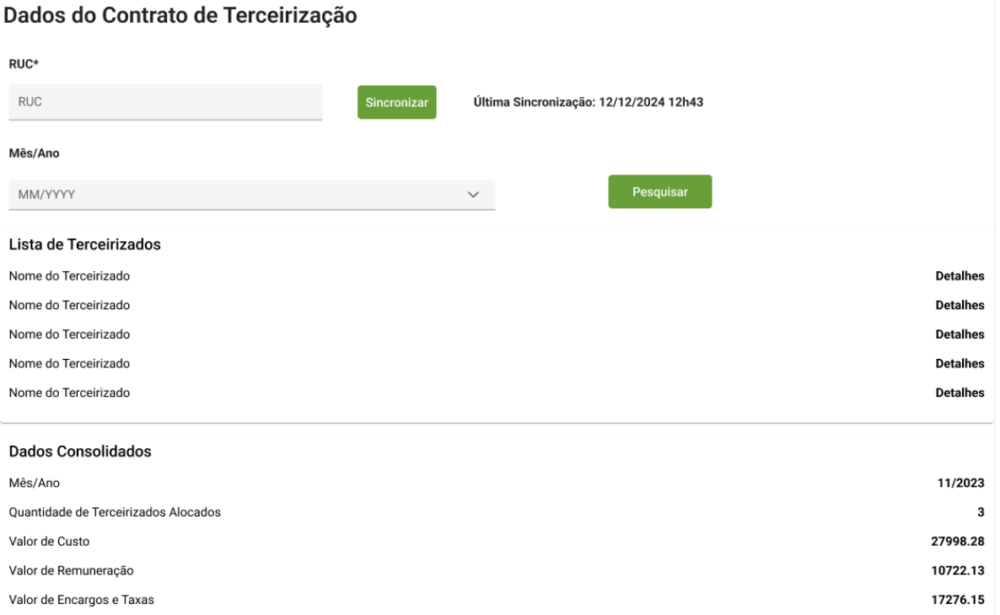 Dados do Contrato de Terceirização
RUC*
RUC
Sincronizar
Última Sincronização: 12/12/2024 12h43
Mês/Ano
MM/YYYY
Pesquisar
Lista de Terceirizados
Nome do Terceirizado Detalhes
Nome do Terceirizado Detalhes
Nome do Terceirizado Detalhes
Nome do Terceirizado Detalhes
Nome do Terceirizado Detalhes
Dados Consolidados
Mês/Ano 11/2023
Quantidade de Terceirizados Alocados 3
Valor de Custo 27998.28
Valor de Remuneração 10722.13
Valor de Encargos e Taxas 17276.15